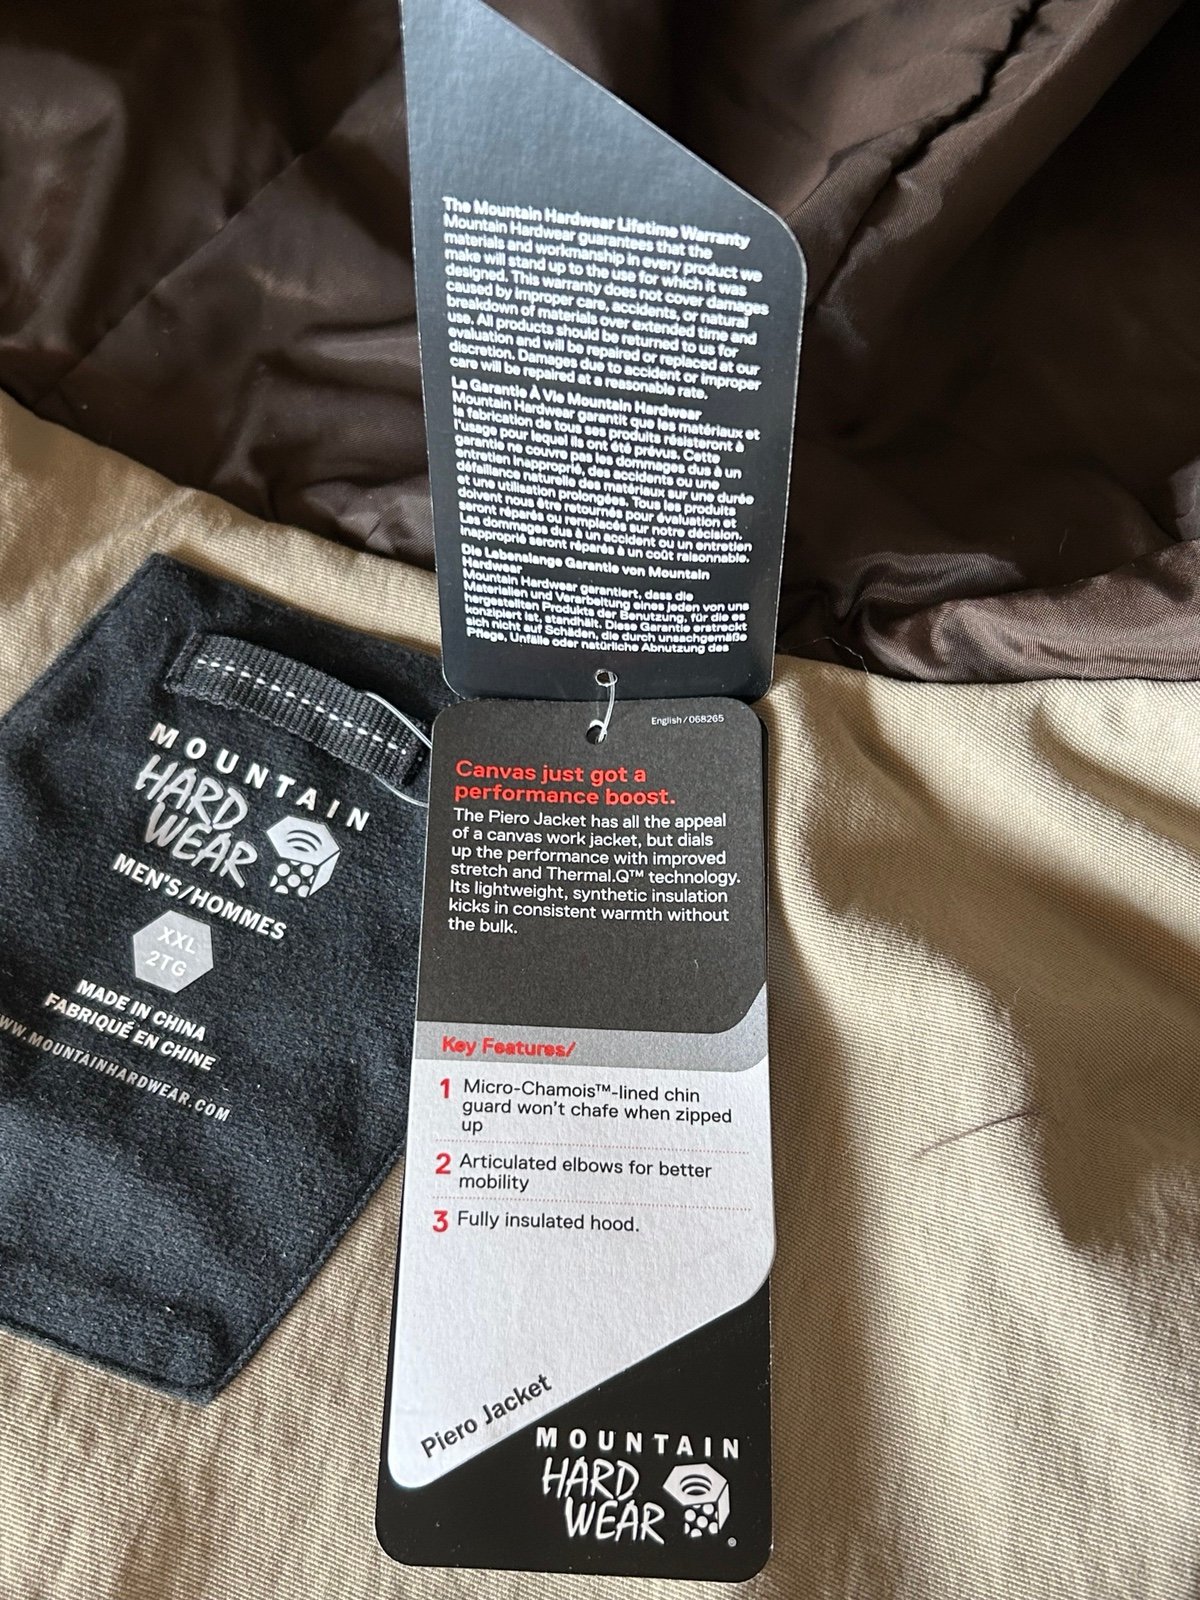 The Mountain Hardwear Lifetime Warranty
Mountain Hardwear guarantees that the
materials and workmanship in every product we
make will stand up to the use for which it was
designed. This warranty does not cover damages
caused by improper care, accidents, or natural
breakdown of materials over extended time and
use. All products should be returned to us for
evaluation and will be repaired or replaced at our
discretion. Damages due to accident or improper
care will be repaired at a reasonable rate.
La Garantie À Vie Mountain Hardwear
Mountain Hardwear garantit que les matériaux et
la fabrication de tous ses produits résisteront à
l'usage pour lequel ils ont été prévus. Cette
garantie ne couvre pas les dommages dus à un
entretien inapproprié, des accidents ou une
défaillance naturelle des matériaux sur une durée
et une utilisation prolongées. Tous les produits
doivent nous être retournés pour évaluation et
seront réparés ou remplacés sur notre décision.
Les dommages dus à un accident ou un entretien
inapproprié seront réparés à un coût raisonnable.
Die Lebenslange Garantie von Mountain
Hardwear
Mountain Hardwear garantiert, dass die
Materialien und Verarbeitung eines jeden von uns
hergestellten Produkts der Benutzung, für die es
konzipiert ist, standhält. Diese Garantie erstreckt
sich nicht auf Schäden, die durch unsachgemäße
Pflege, Unfälle oder natürliche Abnutzung des
English/068265
Canvas just got a
performance boost.
The Piero Jacket has all the appeal
of a canvas work jacket, but dials
up the performance with improved
stretch and Thermal.Q™ technology.
Its lightweight, synthetic insulation
kicks in consistent warmth without
the bulk.
Key Features/
1 Micro-Chamois™-lined chin
guard won't chafe when zipped
up
2 Articulated elbows for better
mobility
3 Fully insulated hood.
Piero Jacket
MOUNTAIN
HARD
WEAR
MOUNTAIN
HARD
WEAR
MEN'S/HOMMES
XXL
2TG
MADE IN CHINA
FABRIQUÉ EN CHINE
WW.MOUNTAINHARDWEAR.COM